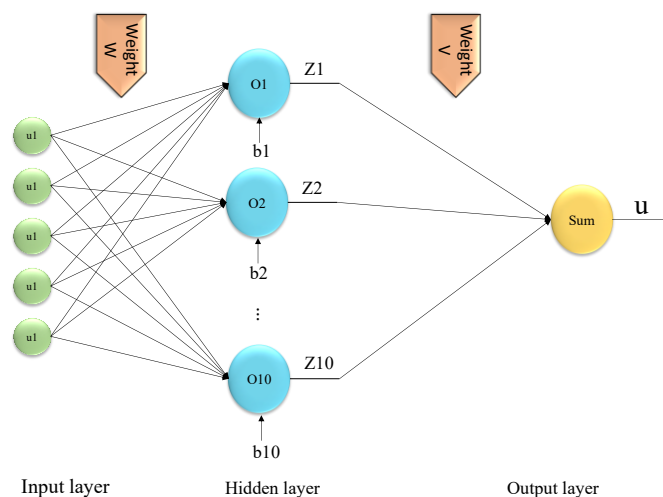 Weight
W
Weight
V
O1
Z1
u1
b1
u1
O2
Z2
u1
Sum
u
b2
u1
...
u1
O10
Z10
b10
Input layer
Hidden layer
Output layer